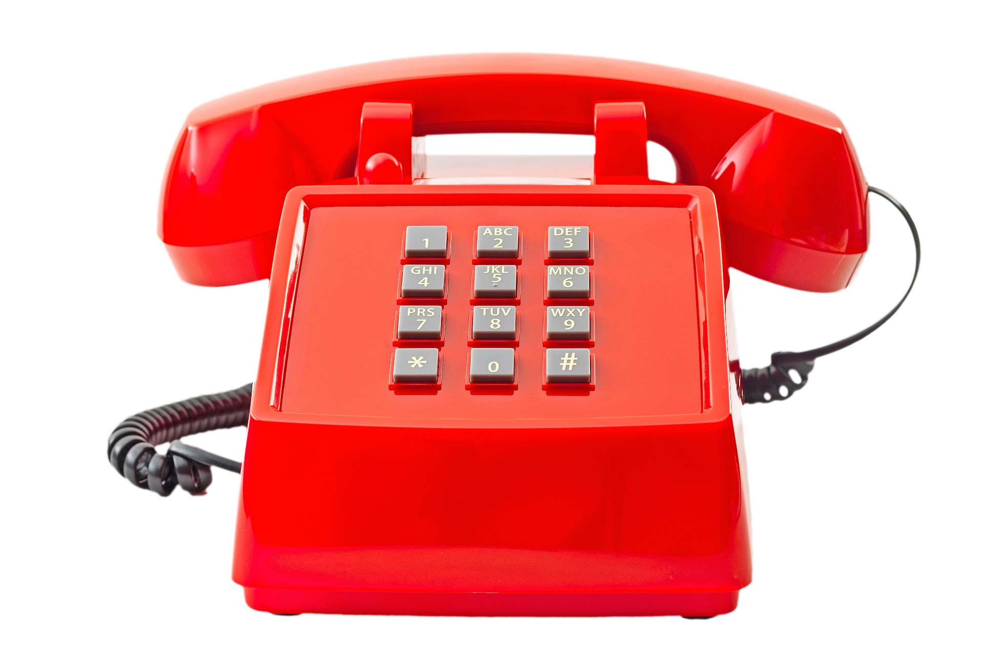 1 ABC 2 DEF 3
GHI 4 JKL 5 MNO 6
PRS 7 TUV 8 WXY 9
* 0 #